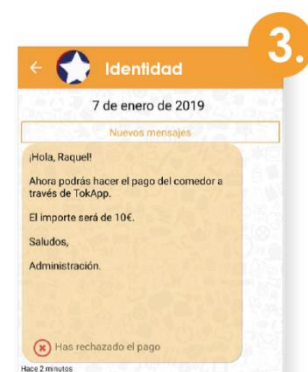 3.
Identidad
7 de enero de 2019
Nuevos mensajes
¡Hola, Raquel!
Ahora podrás hacer el pago del comedor a
través de TokApp.
El importe será de 10€.
Saludos,
Administración.
Has rechazado el pago
Hace 2 minutos